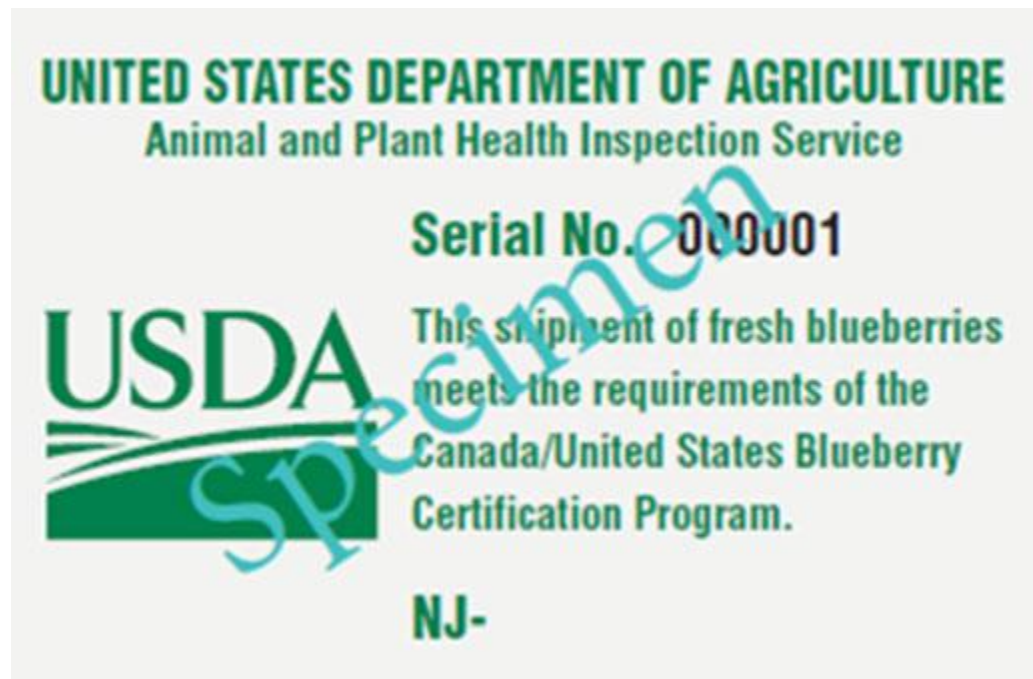 UNITED STATES DEPARTMENT OF AGRICULTURE
Animal and Plant Health Inspection Service
Serial No. 000001
USDA
This shipment of fresh blueberries
meets the requirements of the
Canada/United States Blueberry
Certification Program.
NJ-
Specimen